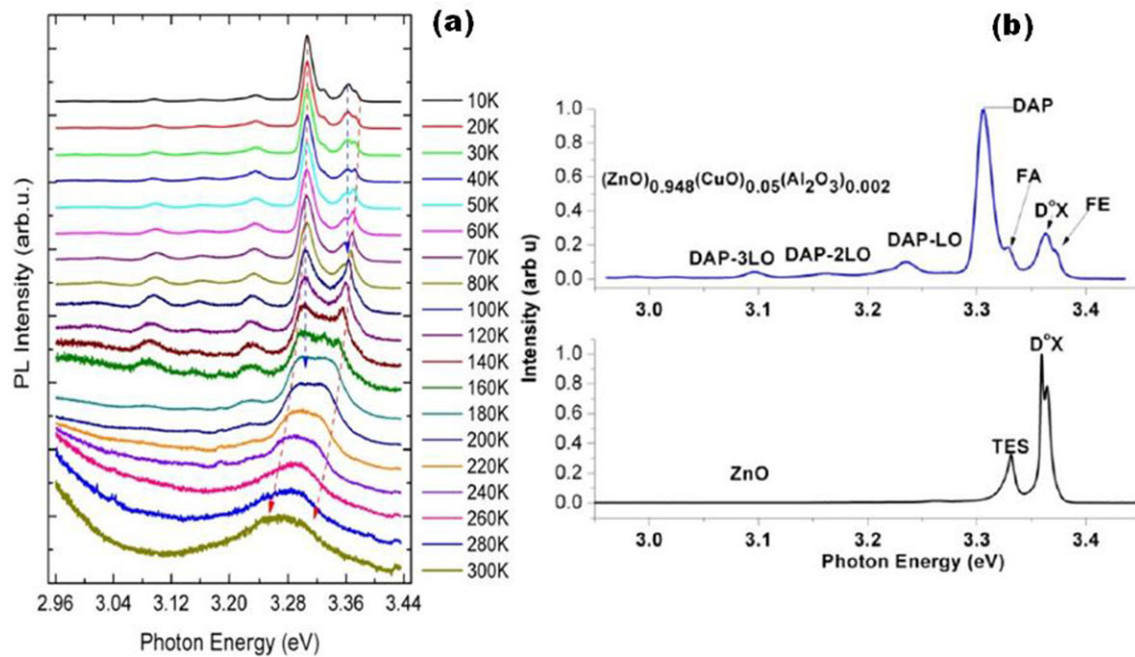 (a)
10K
20K
30K
40K
50K
60K
70K
80K
100K
120K
140K
160K
180K
200K
220K
240K
260K
280K
300K
PL Intensity (arb.u.)
2.96 3.04 3.12 3.20 3.28 3.36 3.44
Photon Energy (eV)
(b)
1.0
0.8
0.6
0.4
0.2
0.0
DAP
(ZnO)0.948(CuO)0.05(Al2O3)0.002
FA
D°X
FE
DAP-3LO DAP-2LO DAP-LO
3.0 3.1 3.2 3.3 3.4
Intensity (arb u)
1.0
0.8
0.6
0.4
0.2
0.0
D°X
TES
ZnO
3.0 3.1 3.2 3.3 3.4
Photon Energy (eV)